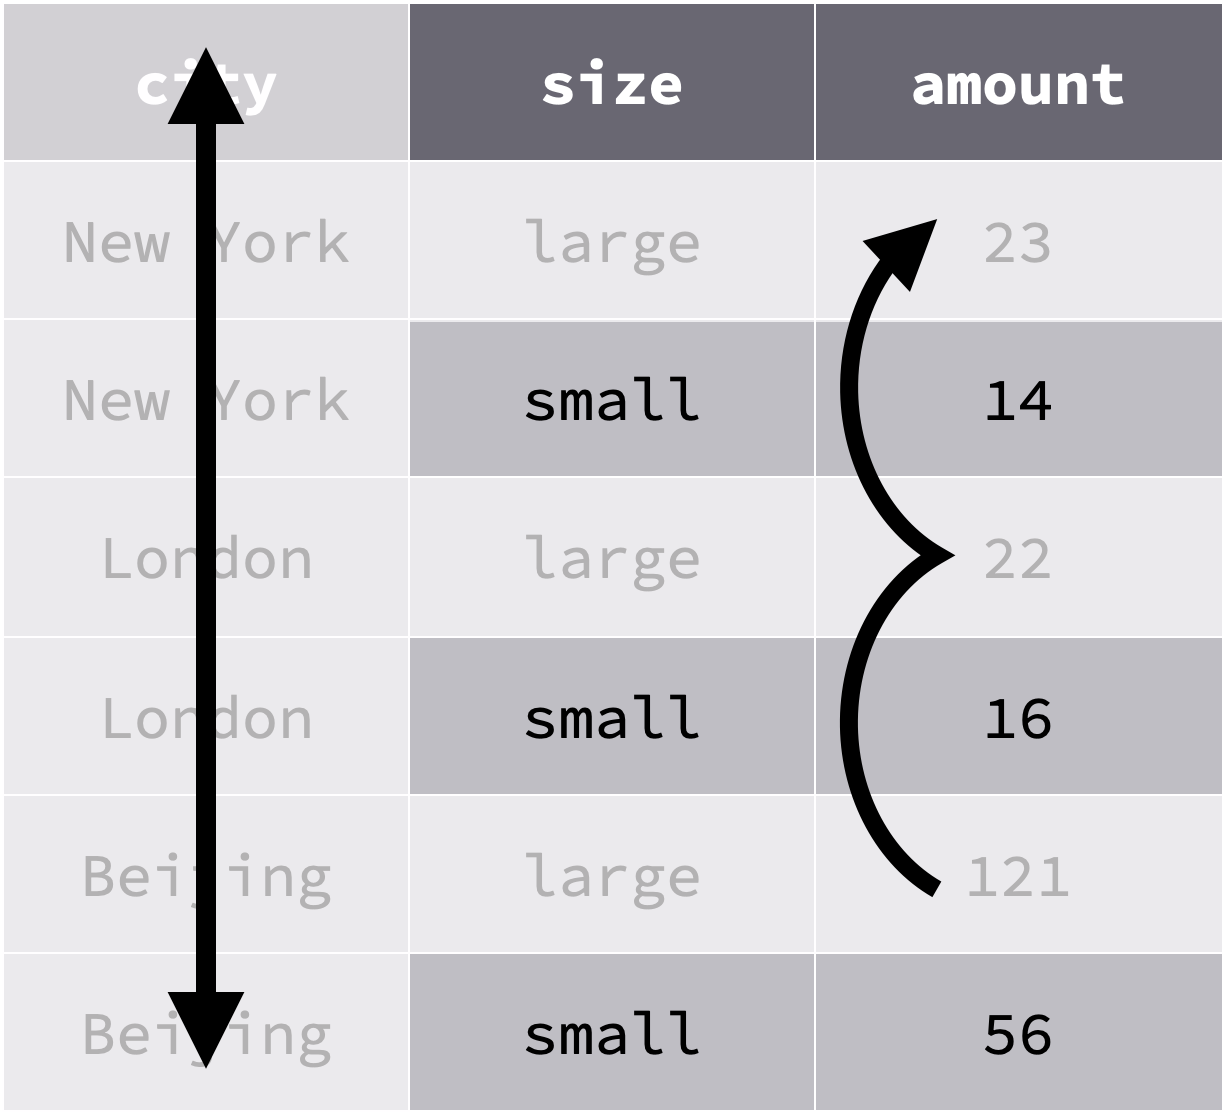 city size amount
New York large 23
New York small 14
London large 22
London small 16
Beijing large 121
Beijing small 56